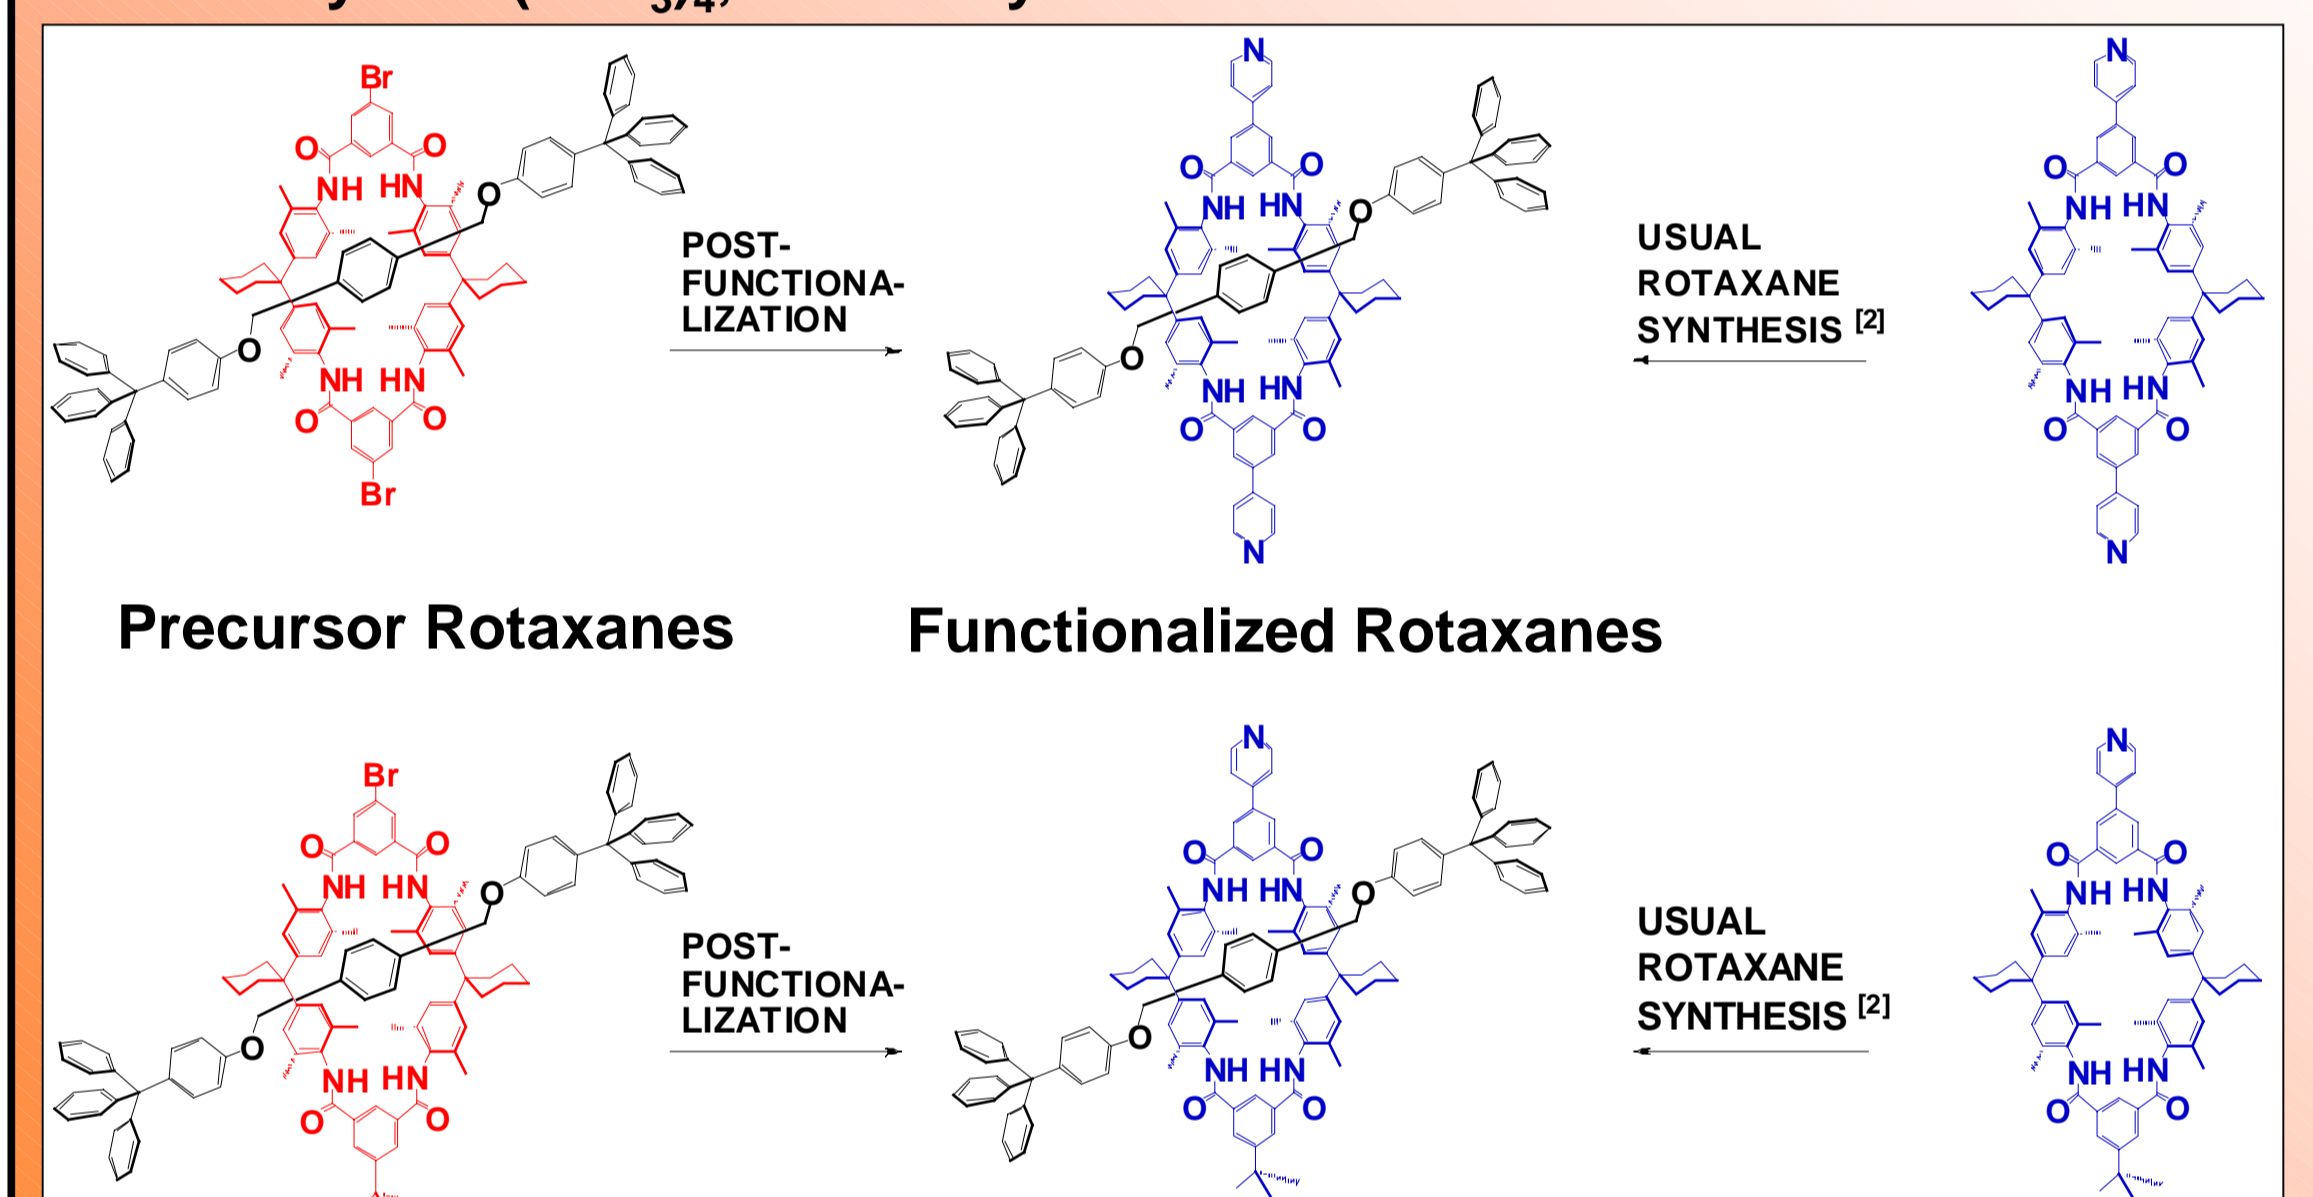 Br
N
N
O
O
O
O
O
O
NH HN
O
NH HN
O
NH HN
POST-
FUNCTIONA-
LIZATION
USUAL
ROTAXANE
SYNTHESIS [2]
O
O
NH HN
NH HN
NH HN
O
O
O
O
O
O
Br
N
N
Precursor Rotaxanes
Functionalized Rotaxanes
Br
N
N
O
O
O
O
O
O
NH HN
O
NH HN
O
NH HN
POST-
FUNCTIONA-
LIZATION
USUAL
ROTAXANE
SYNTHESIS [2]
O
O
NH HN
NH HN
NH HN
O
O
O
O
O
O